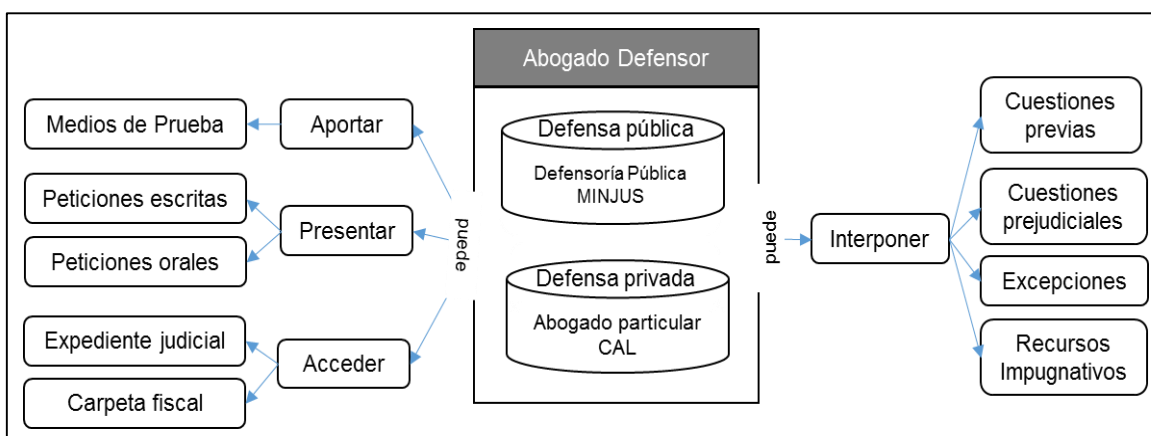 Abogado Defensor
Medios de Prueba
Aportar
Peticiones escritas
Peticiones orales
Presentar
Expediente judicial
Carpeta fiscal
Acceder
puede
Defensa pública
Defensoría Pública
MINJUS
Defensa privada
Abogado particular
CAL
puede
Interponer
Cuestiones
previas
Cuestiones
prejudiciales
Excepciones
Recursos
Impugnativos